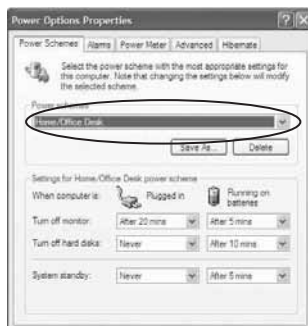 Power Options Properties
Power Schemes Alarms Power Meter Advanced Hibernate
Select the power scheme with the most appropriate settings for
this computer. Note that changing the settings below will modify
the selected scheme.
Power schemes
Home/Office Desk
Save As... Delete
Settings for Home/Office Desk power scheme
When computer is: Plugged in Running on batteries
Turn off monitor: After 20 mins After 5 mins
Turn off hard disks: Never After 10 mins
System standby: Never After 5 mins